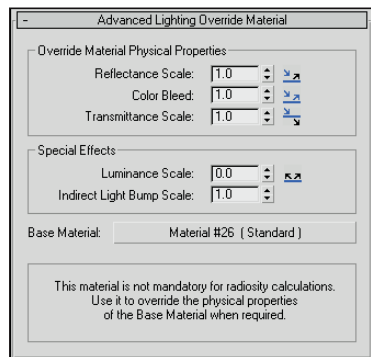 - Advanced Lighting Override Material
Override Material Physical Properties
Reflectance Scale: 1.0
Color Bleed: 1.0
Transmittance Scale: 1.0
Special Effects
Luminance Scale: 0.0
Indirect Light Bump Scale: 1.0
Base Material: Material #26 ( Standard )
This material is not mandatory for radiosity calculations.
Use it to override the physical properties
of the Base Material when required.